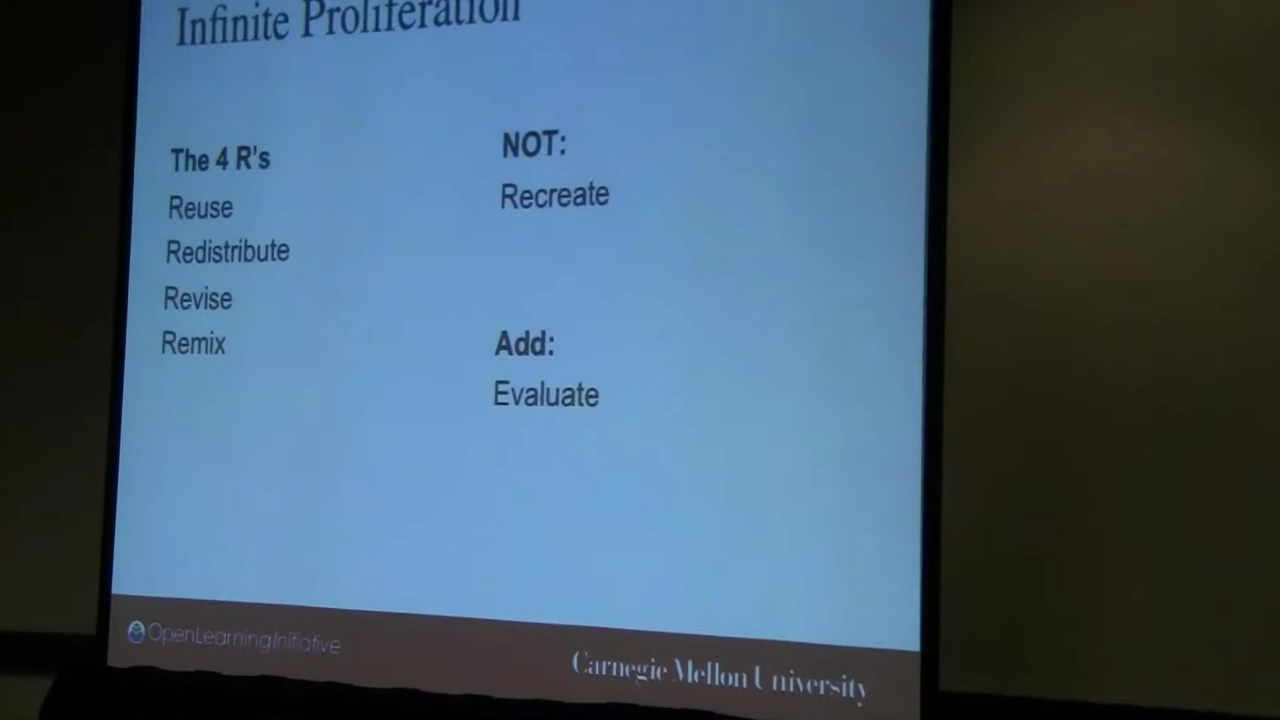 Infinite Proliferation
The 4 R's
Reuse
Redistribute
Revise
Remix
NOT:
Recreate
Add:
Evaluate
OpenLearningInitiative
Carnegie Mellon University